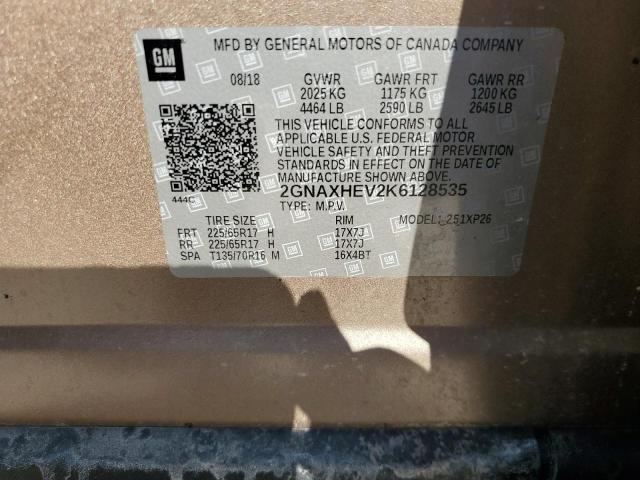 GM
MFD BY GENERAL MOTORS OF CANADA COMPANY
08/18 GVWR GAWR FRT GAWR RR
2025 KG 1175 KG 1200 KG
4464 LB 2590 LB 2645 LB
THIS VEHICLE CONFORMS TO ALL
APPLICABLE U.S. FEDERAL MOTOR
VEHICLE SAFETY AND THEFT PREVENTION
STANDARDS IN EFFECT ON THE DATE OF
MANUFACTURE SHOWN ABOVE.
444C 2GNAXHEV2K6128535
TYPE: M.P.V. MODEL: 251XP26
TIRE SIZE RIM
FRT 225/65R17 H 17X7J
RR 225/65R17 H 17X7J
SPA T135/70R16 M 16X4BT